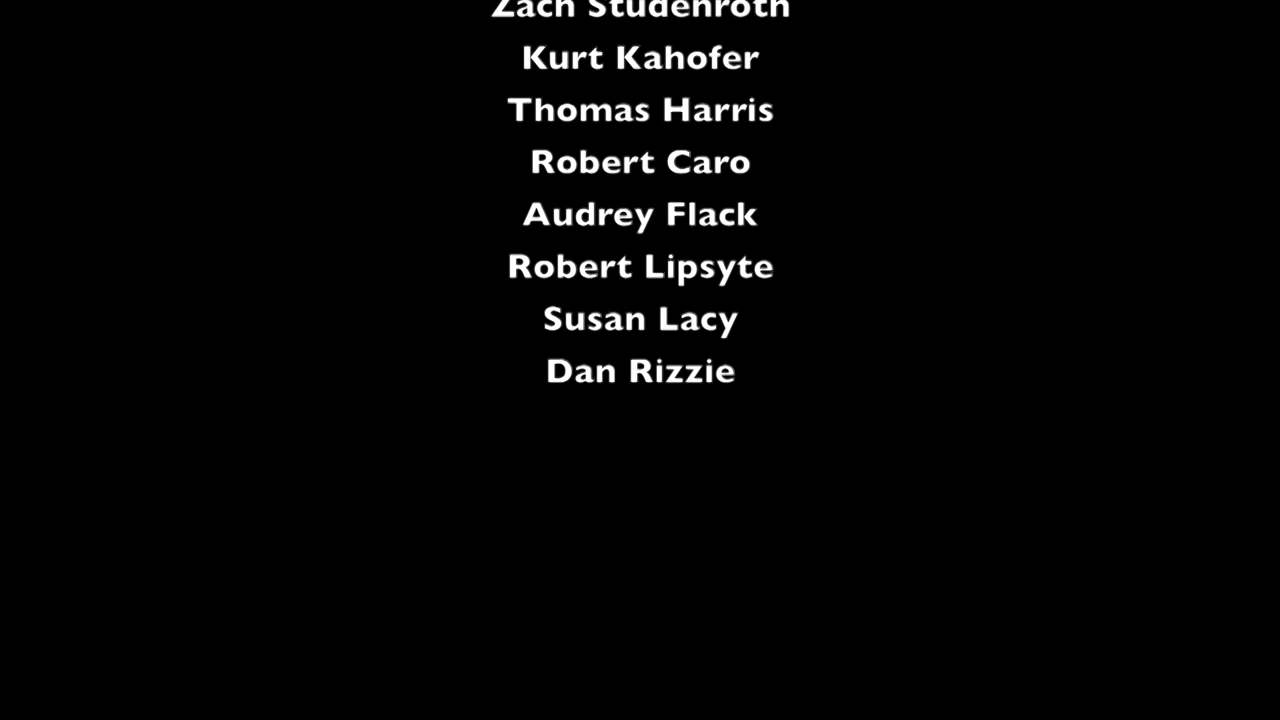 Zach Studenroth
Kurt Kahofer
Thomas Harris
Robert Caro
Audrey Flack
Robert Lipsyte
Susan Lacy
Dan Rizzie